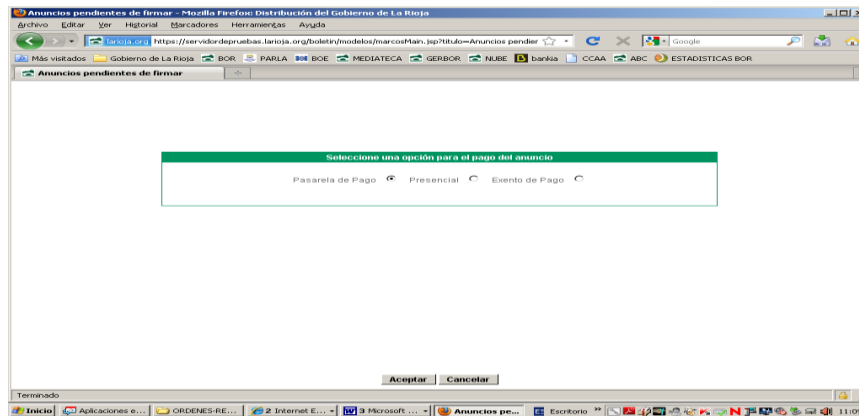 Anuncios pendientes de firmar - Mozilla Firefox: Distribución del Gobierno de La Rioja
Archivo Editar Ver Historial Marcadores Herramientas Ayuda
larioja.org https://servidordepruebas.larioja.org/boletin/modelos/marcosMain.jsp?titulo=Anuncios pendier Google
Más visitados Gobierno de La Rioja BOR PARLA BOE MEDIATECA GERBOR NUBE bankia CCAA ABC ESTADISTICAS BOR
Anuncios pendientes de firmar
Seleccione una opción para el pago del anuncio
Pasarela de Pago Presencial Exento de Pago
Aceptar Cancelar
Terminado
Inicio Aplicaciones e... ORDENES-RE... 2 Internet E... 3 Microsoft ... Anuncios pe... Escritorio 11:09